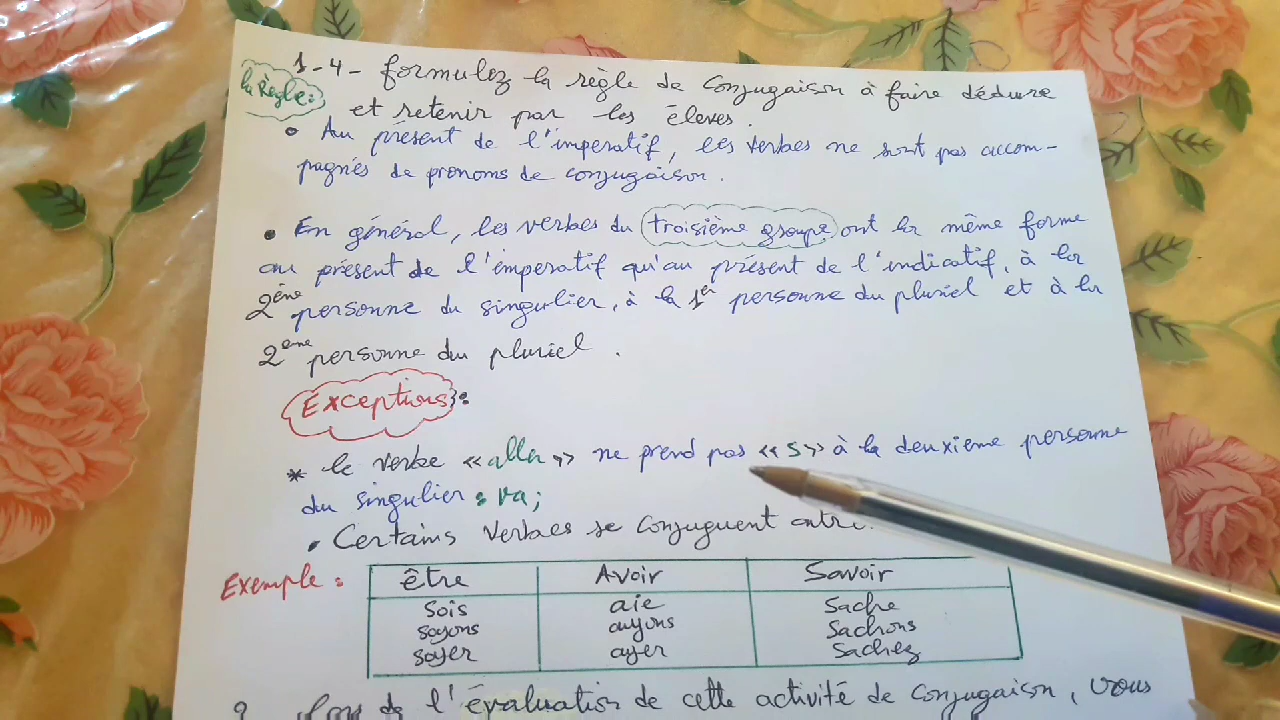 1-4- formulez la règle de conjugaison à faire déduire
la Règle:
et retenir par les élèves.
• Au présent de l'imperatif, les verbes ne sont pas accom-
pagnés de pronoms de conjugaison.
• En général, les verbes du troisième groupe ont la même forme
au présent de l'imperatif qu'au présent de l'indicatif, à la
2ème personne du singulier, à la 1er personne du pluriel et à la
2ème personne du pluriel.
Exceptions:
* le verbe «aller» ne prend pas «s» à la deuxième personne
du singulier: va;
• Certains verbes se conjuguent
Exemple: être Avoir Savoir
sois aie Sache
soyons ayons Sachons
soyez ayez Sachez
de l'évaluation de cette activité de conjugaison, vous